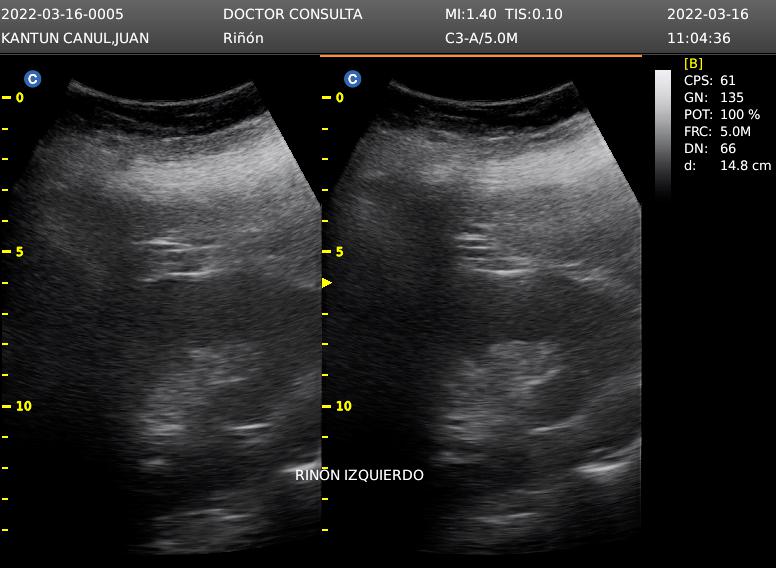 2022-03-16-0005 DOCTOR CONSULTA MI:1.40 TIS:0.10 2022-03-16
KANTUN CANUL,JUAN Riñón C3-A/5.0M 11:04:36
[B]
CPS: 61
GN: 135
POT: 100 %
FRC: 5.0M
DN: 66
d: 14.8 cm
C C
0 0
5 5
10 10
RINÓN IZQUIERDO